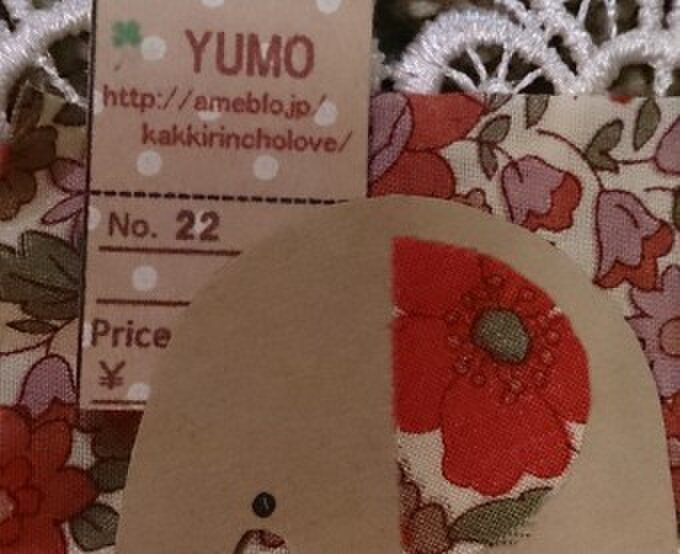 YUMO
http://ameblo.jp/
kakkirincholove/
No. 22
Price
¥